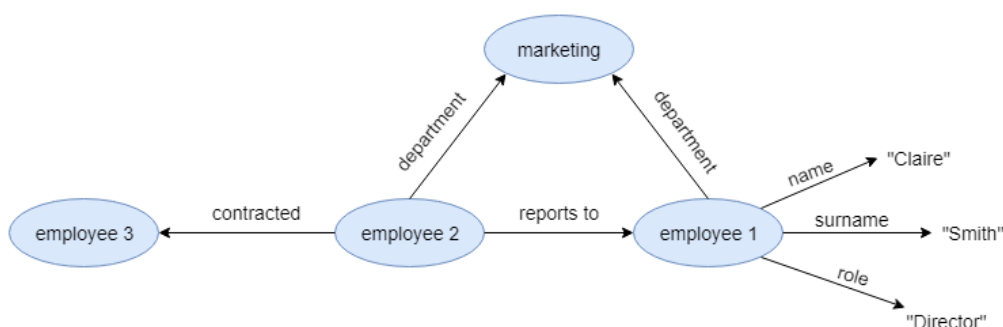 marketing
department
department
name
"Claire"
employee 3
contracted
employee 2
reports to
employee 1
surname
"Smith"
role
"Director"